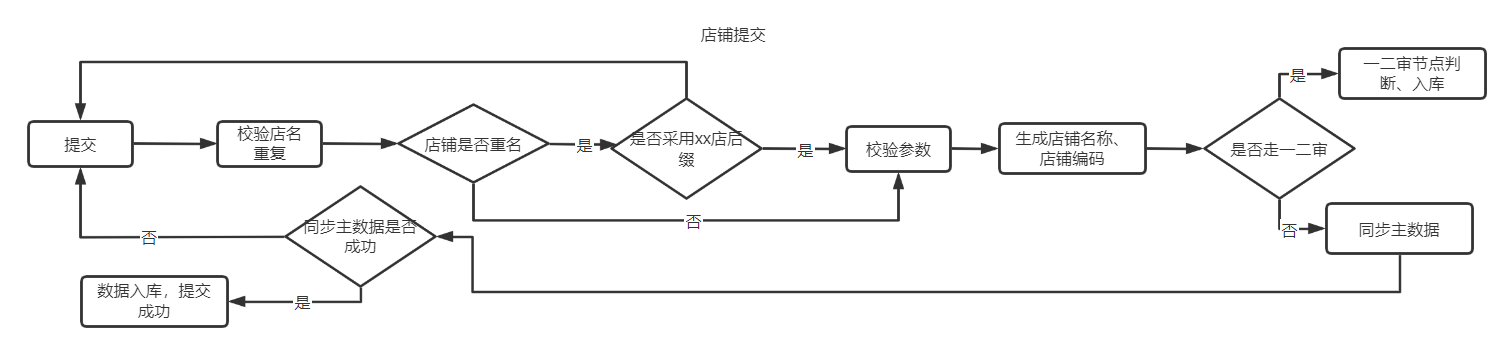 店铺提交
提交
校验店名
重复
店铺是否重名
是
是否采用xx店后
缀
是
校验参数
生成店铺名称、
店铺编码
是否走一二审
是
一二审节点判
断、入库
否
同步主数据
否
同步主数据是否
成功
否
是
数据入库，提交
成功